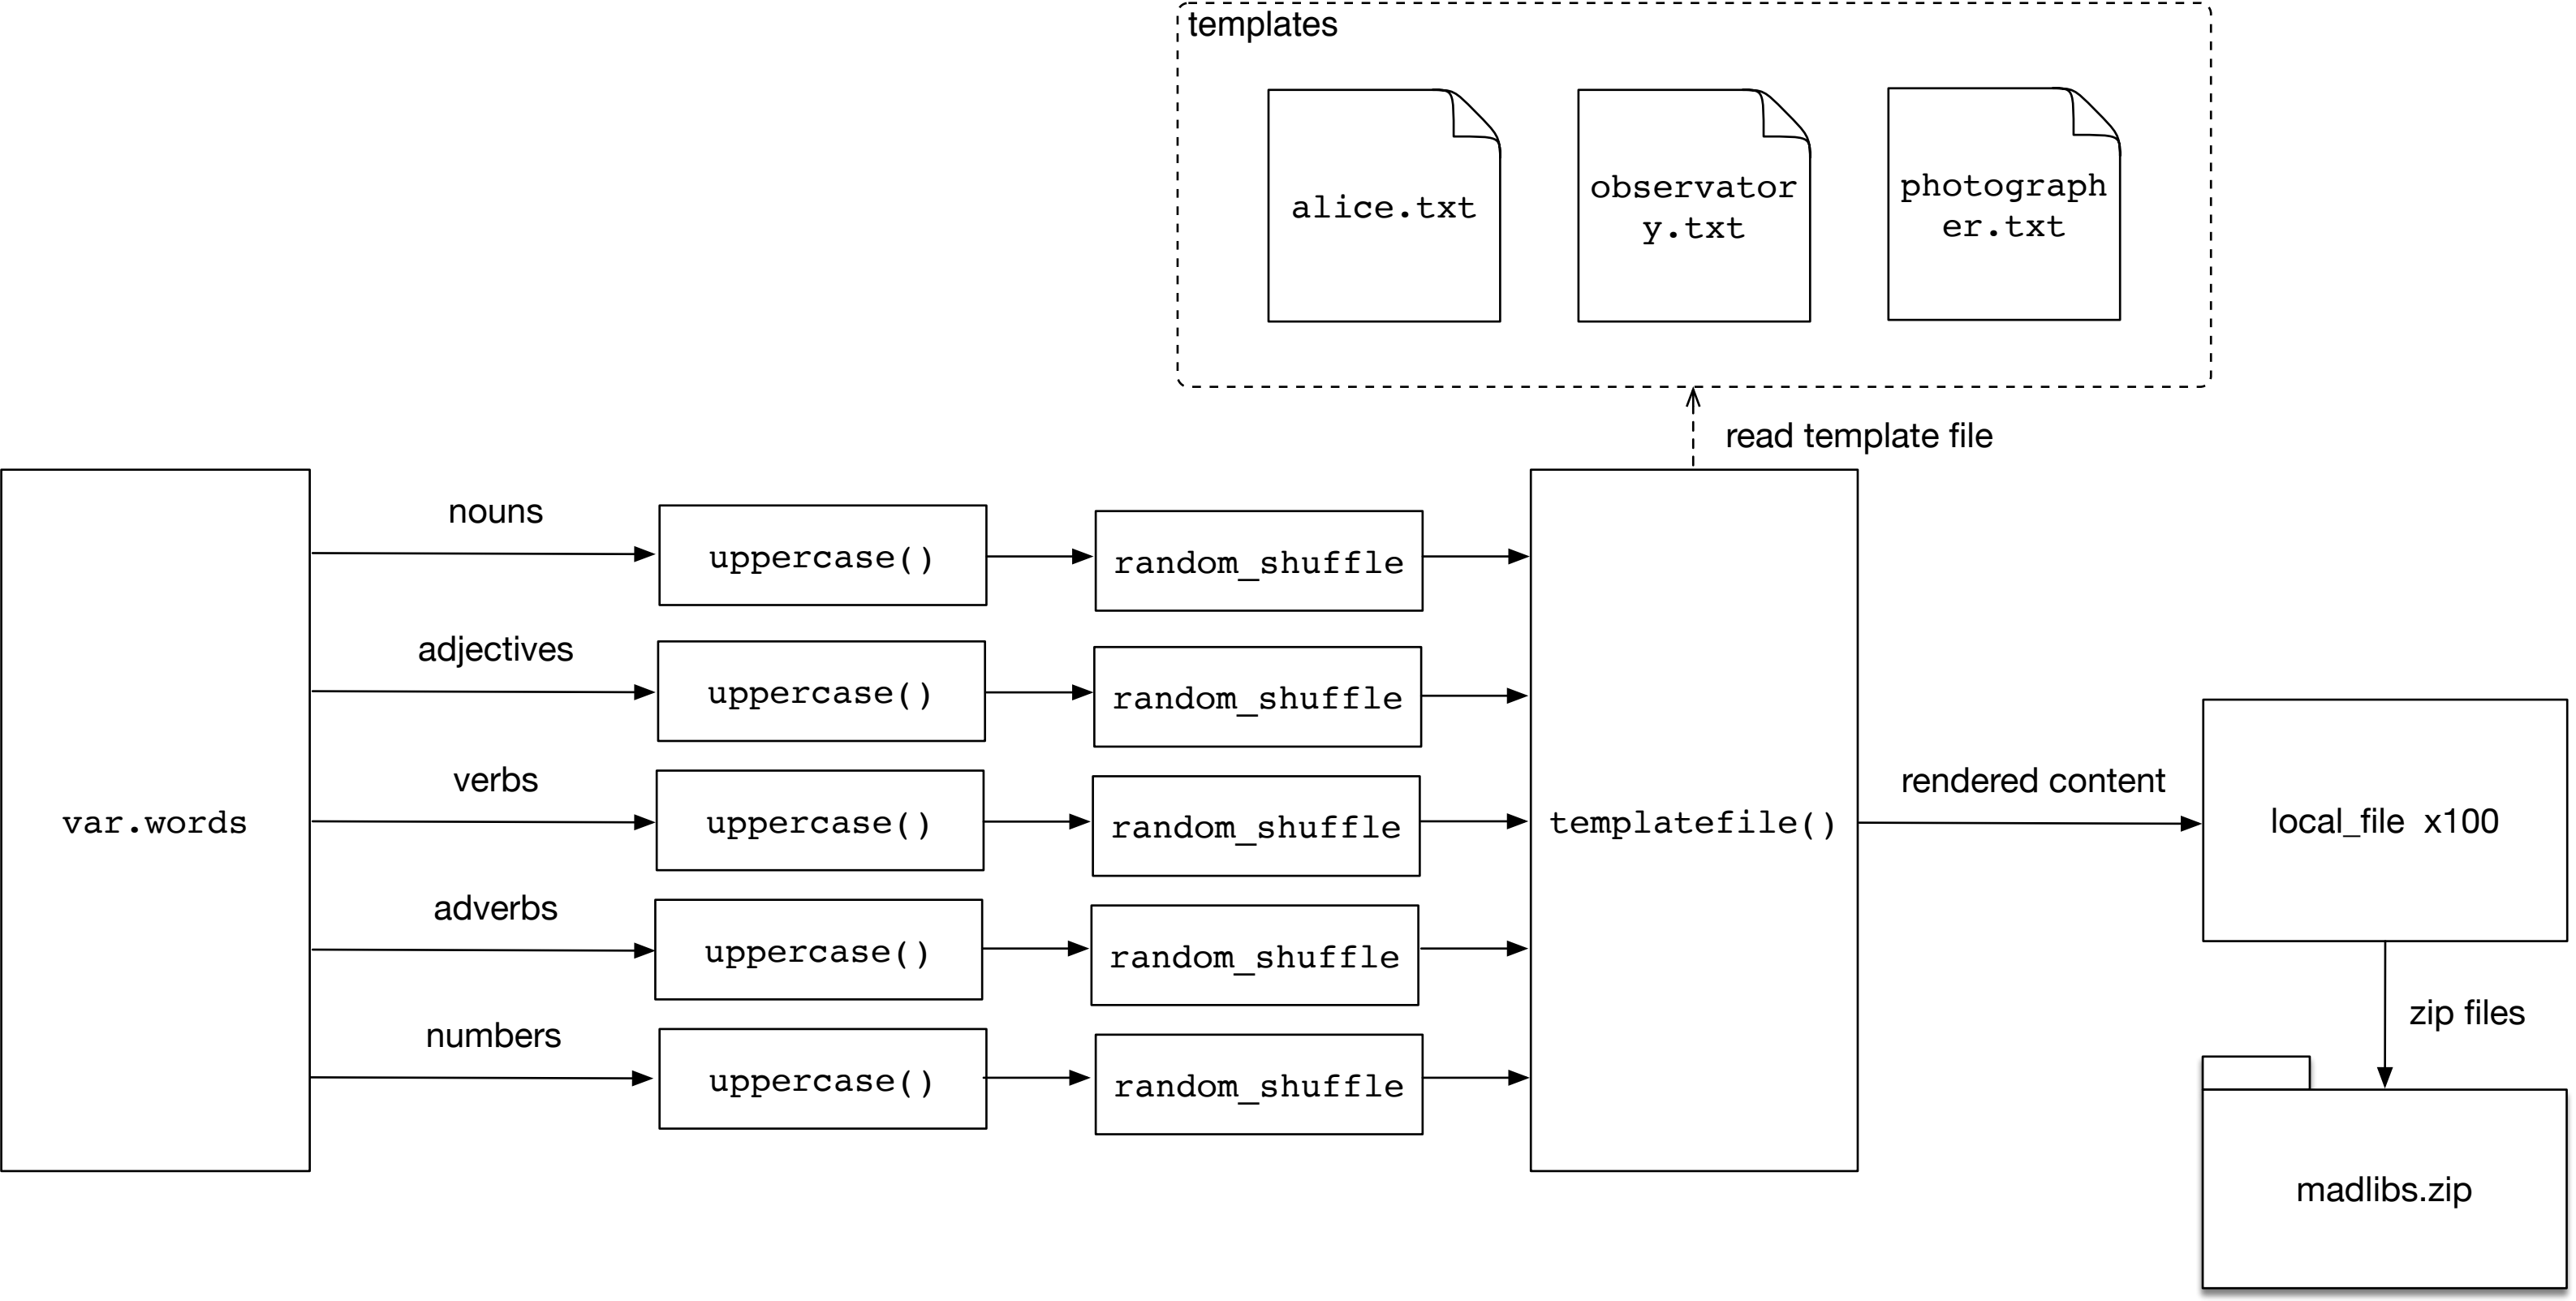 templates
alice.txt
observator
y.txt
photograph
er.txt
read template file
var.words
nouns
uppercase()
random_shuffle
adjectives
uppercase()
random_shuffle
verbs
uppercase()
random_shuffle
adverbs
uppercase()
random_shuffle
numbers
uppercase()
random_shuffle
templatefile()
rendered content
local_file x100
zip files
madlibs.zip